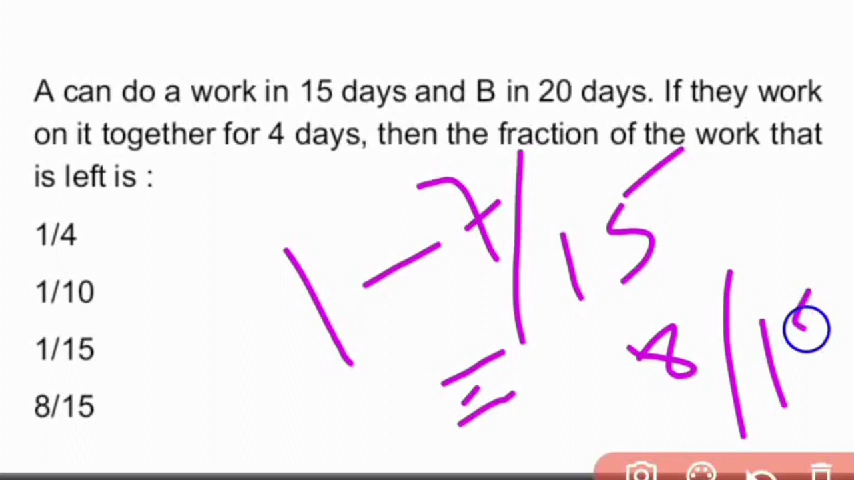 A can do a work in 15 days and B in 20 days. If they work
on it together for 4 days, then the fraction of the work that
is left is :
1/4
1/10
1/15
8/15
1 - 7/15
=
8/1